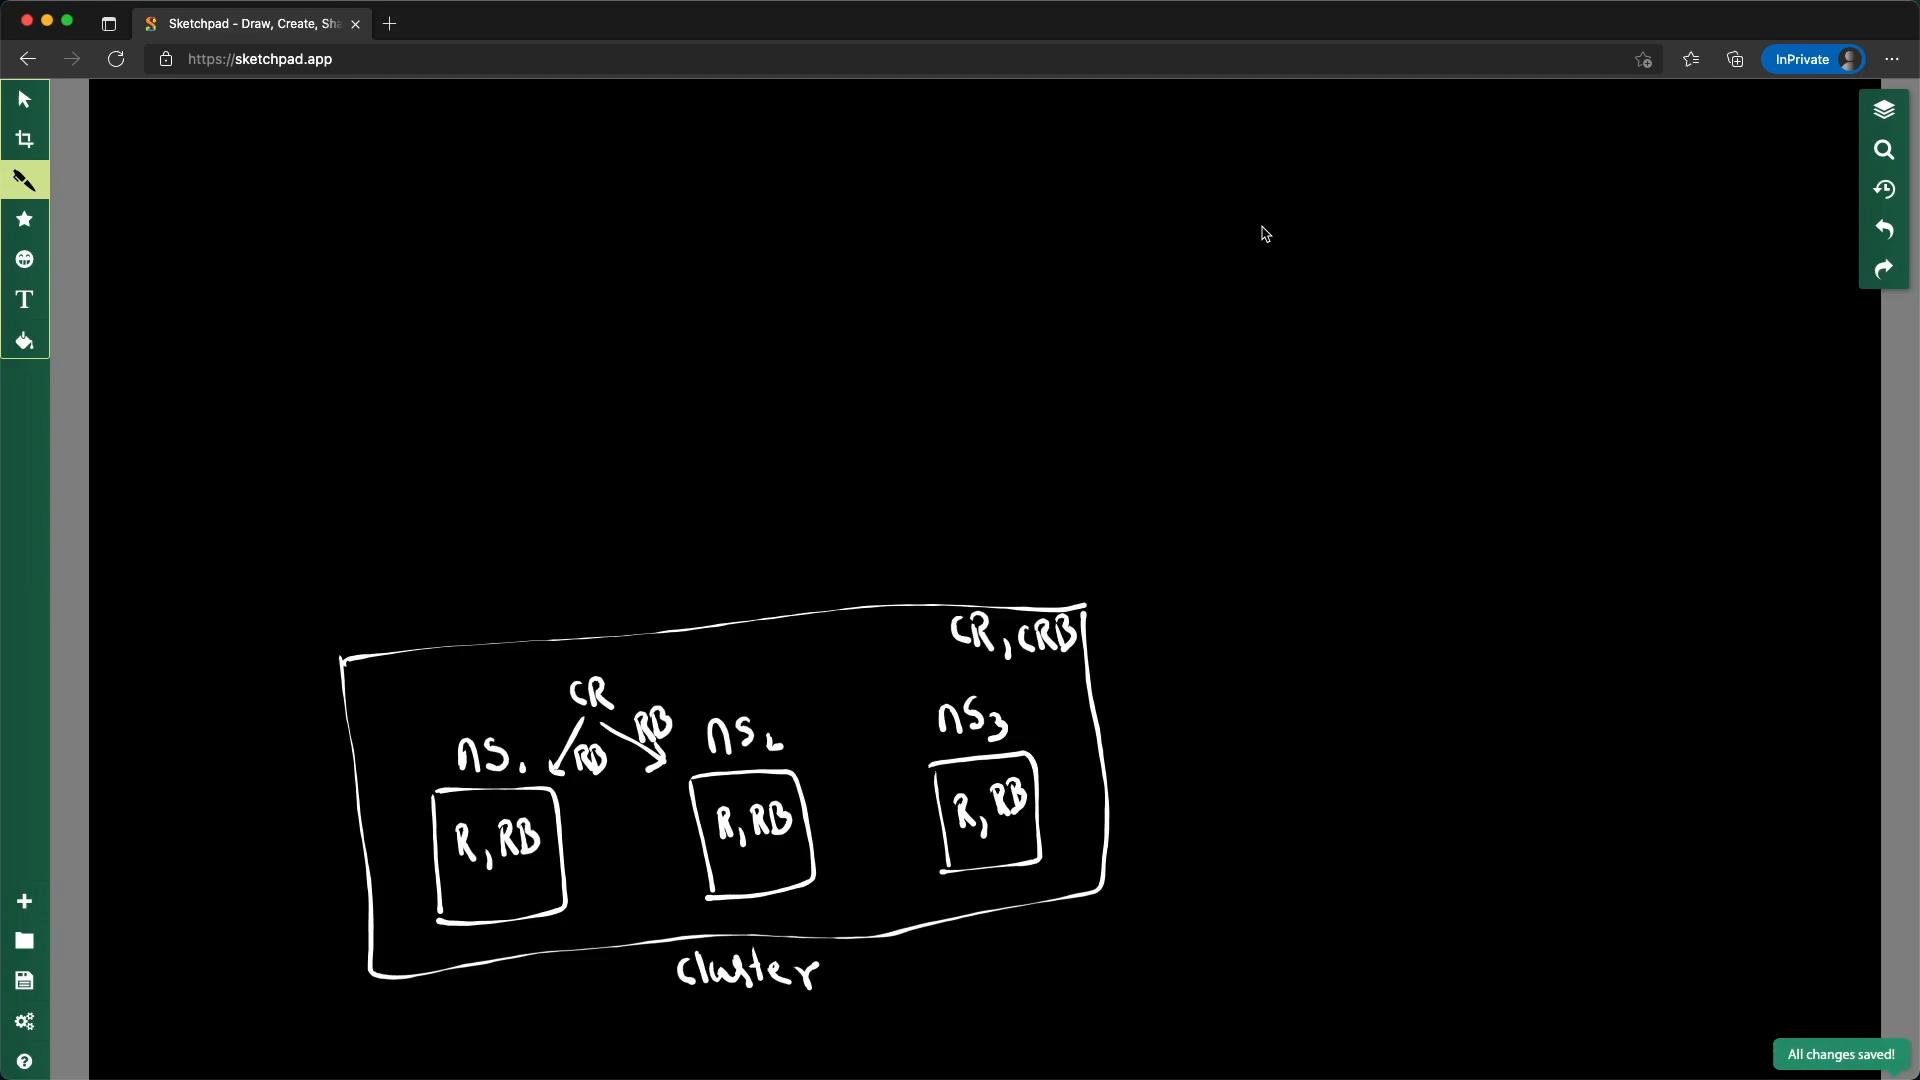 Sketchpad - Draw, Create, Sha
https://sketchpad.app
InPrivate
CR, CRB
CR
RB
RB
ns1
ns2
ns3
R, RB
R, RB
R, RB
cluster
T
All changes saved!